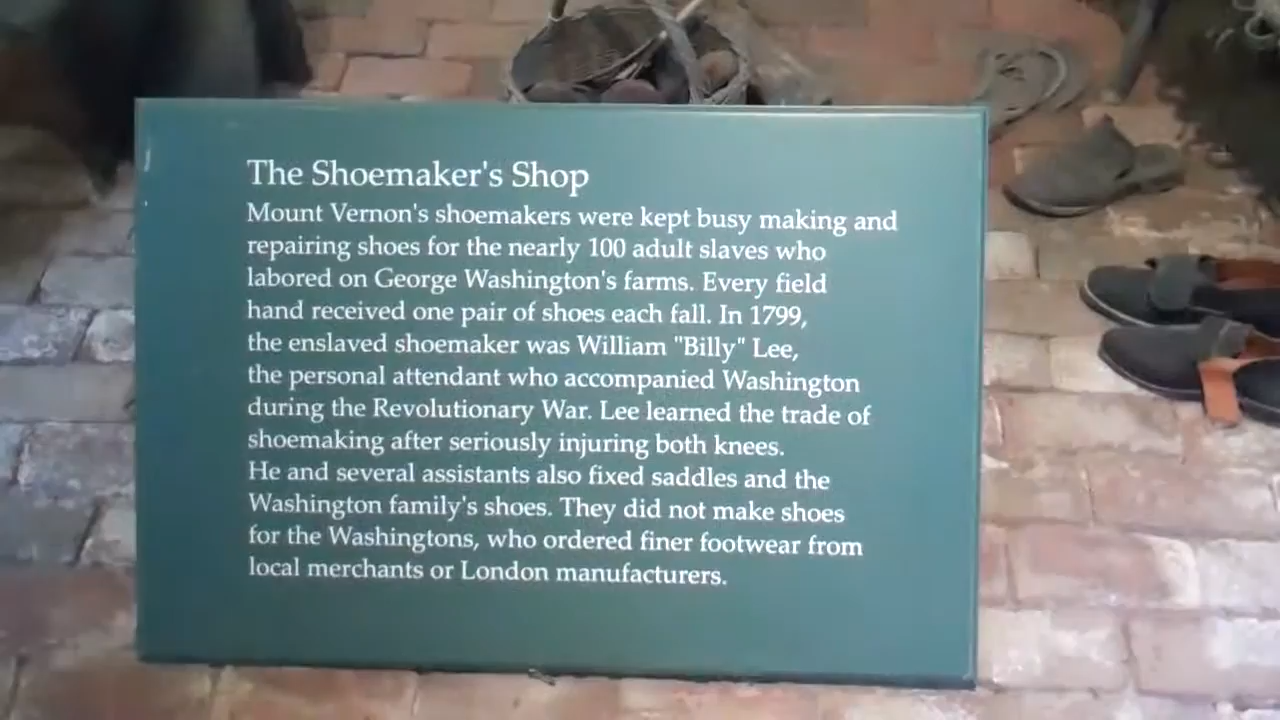 The Shoemaker's Shop
Mount Vernon's shoemakers were kept busy making and
repairing shoes for the nearly 100 adult slaves who
labored on George Washington's farms. Every field
hand received one pair of shoes each fall. In 1799,
the enslaved shoemaker was William "Billy" Lee,
the personal attendant who accompanied Washington
during the Revolutionary War. Lee learned the trade of
shoemaking after seriously injuring both knees.
He and several assistants also fixed saddles and the
Washington family's shoes. They did not make shoes
for the Washingtons, who ordered finer footwear from
local merchants or London manufacturers.